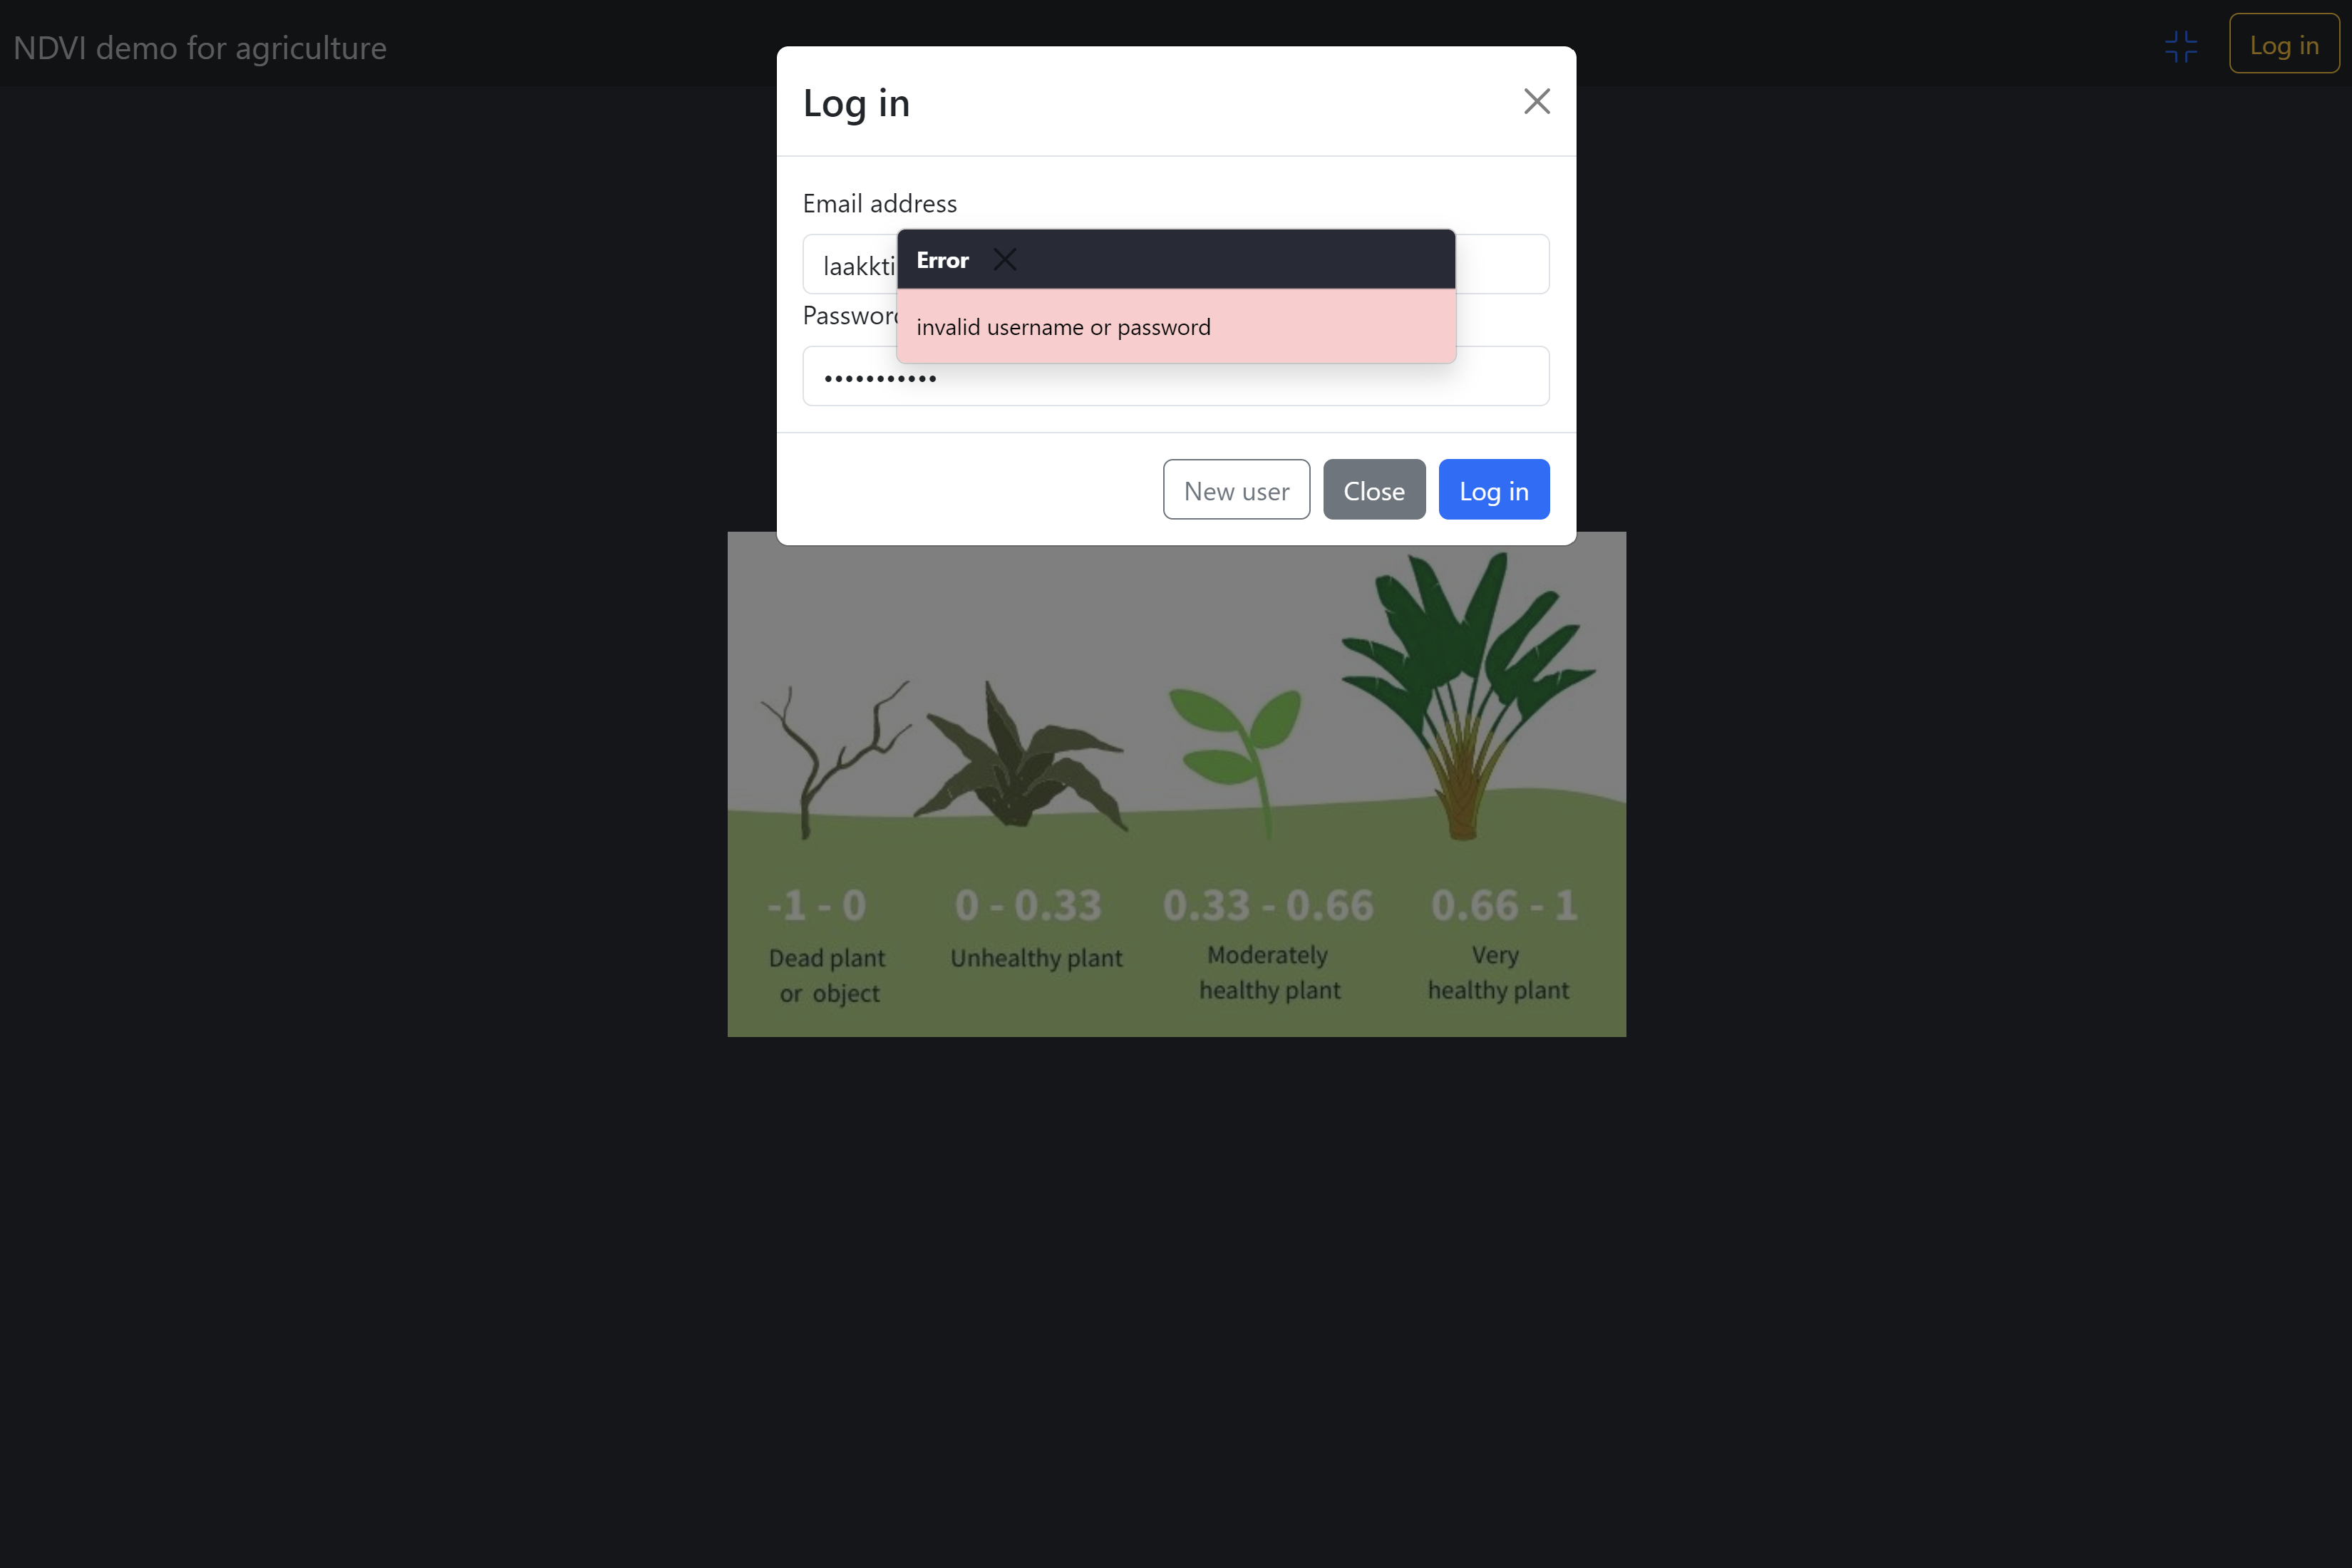 NDVI demo for agriculture
Log in
Log in
Email address
laakkti
Error
invalid username or password
•••••••••••
New user Close Log in
-1 - 0 0 - 0.33 0.33 - 0.66 0.66 - 1
Dead plant Unhealthy plant Moderately Very
or object healthy plant healthy plant